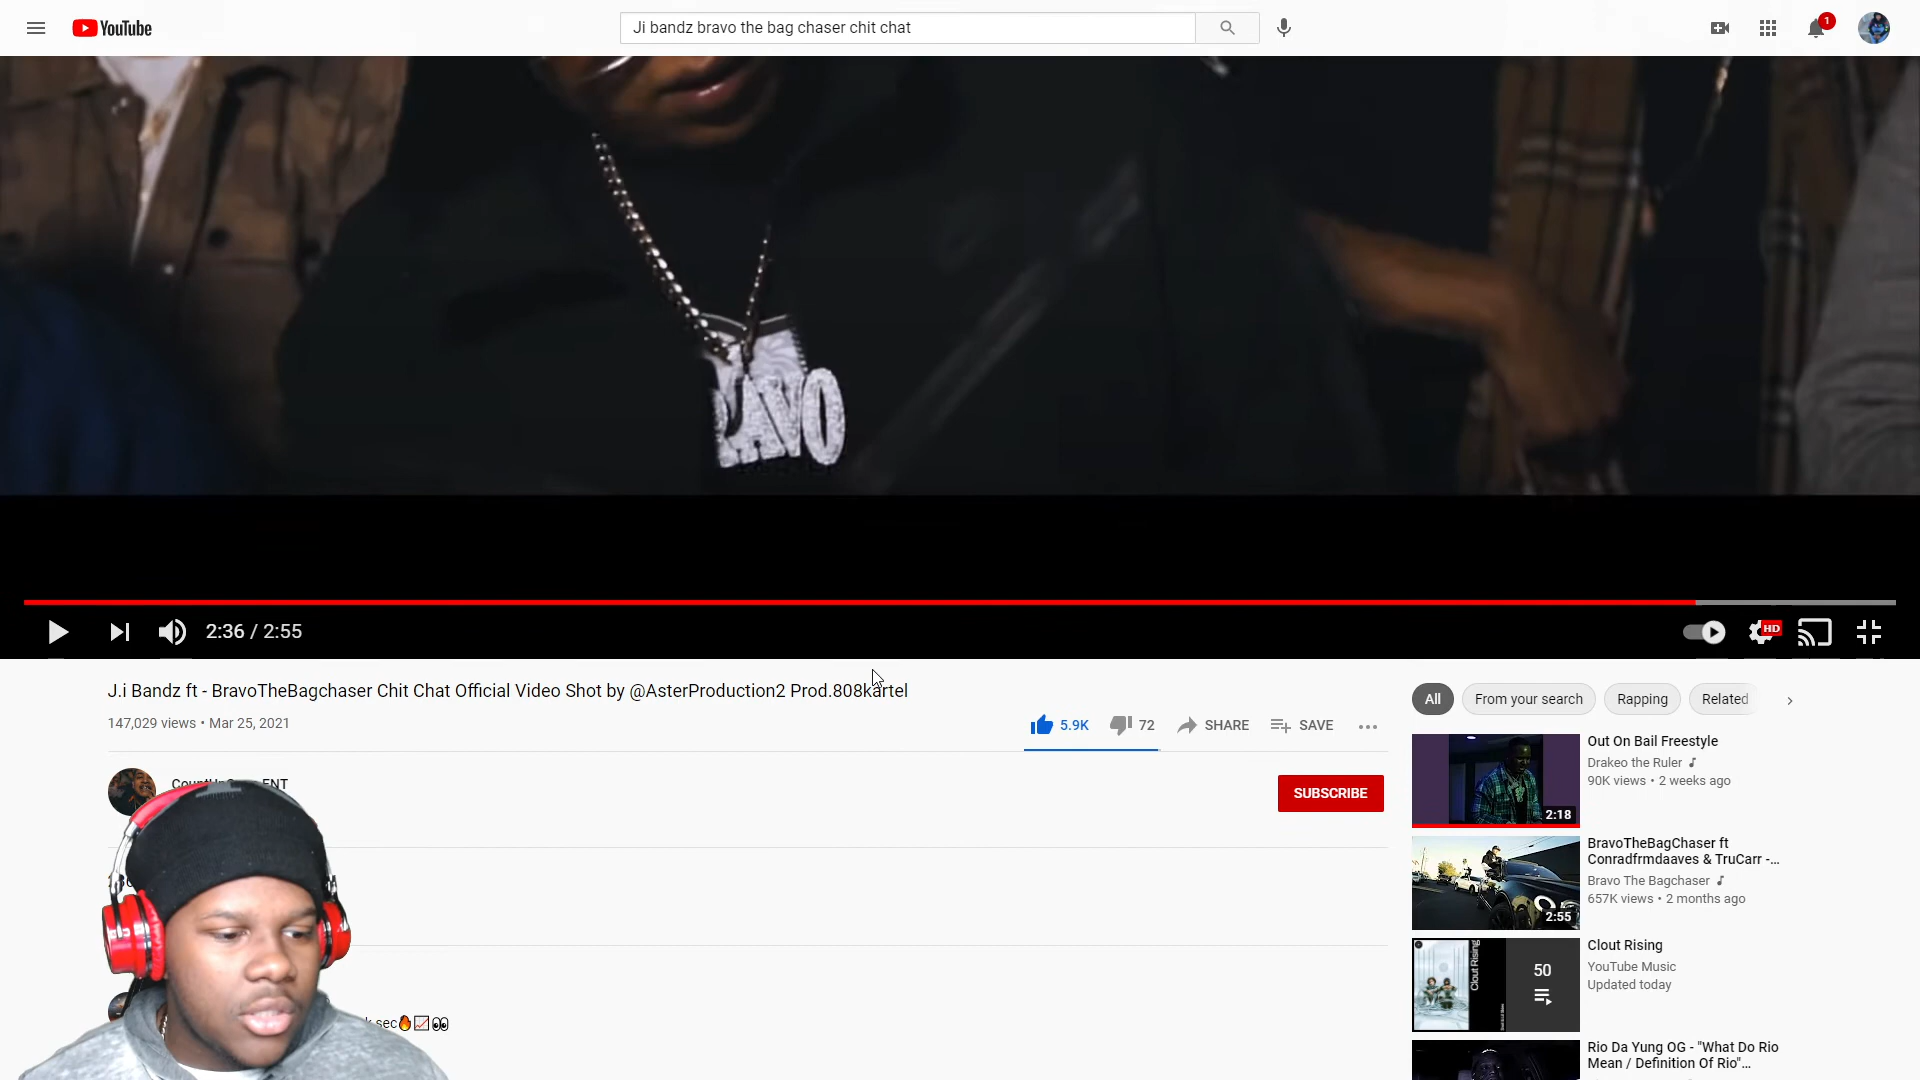 YouTube
Ji bandz bravo the bag chaser chit chat
1
2:36 / 2:55
HD
J.i Bandz ft - BravoTheBagchaser Chit Chat Official Video Shot by @AsterProduction2 Prod.808kartel
147,029 views • Mar 25, 2021
5.9K
72
SHARE
SAVE
ENT
SUBSCRIBE
sec🔥📈👀
All
From your search
Rapping
Related
2:18
Out On Bail Freestyle
Drakeo the Ruler
90K views • 2 weeks ago
2:55
BravoTheBagChaser ft
Conradfrmdaaves & TruCarr -...
Bravo The Bagchaser
657K views • 2 months ago
Clout Rising
50
Clout Rising
YouTube Music
Updated today
Rio Da Yung OG - "What Do Rio
Mean / Definition Of Rio"...